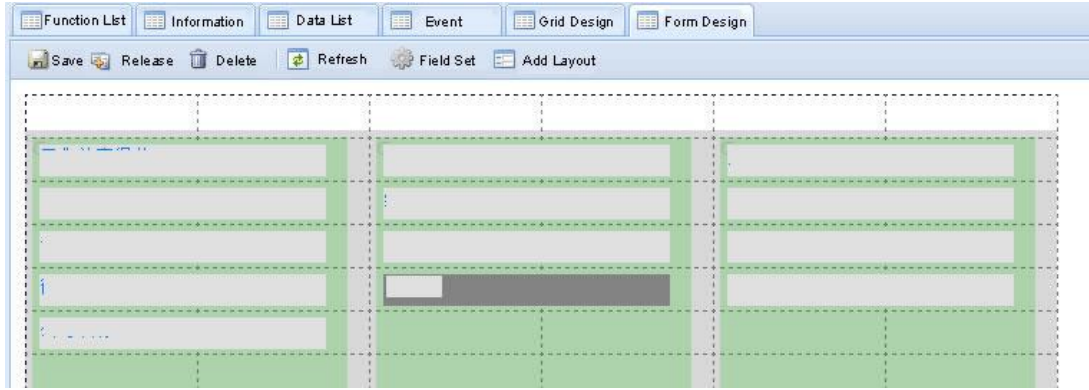 Function List Information Data List Event Grid Design Form Design
Save Release Delete Refresh Field Set Add Layout